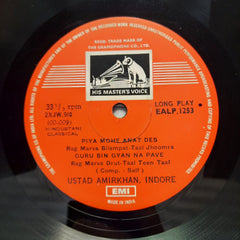 REGD. TRADE MARK OF
THE GRAMOPHONE CO., LTD.
HIS MASTER'S VOICE
33⅓ rpm
LONG PLAY
2XJW.910
EALP.1253
HINDUSTANI
CLASSICAL
PIYA MOHE ANAT DES
Rag Marva Bilampat-Taal Jhoomra
GURU BIN GYAN NA PAVE
Rag Marva Drut-Taal Teen Taal
(Comp. - Self)
USTAD AMIRKHAN, INDORE
EMI
MADE IN INDIA